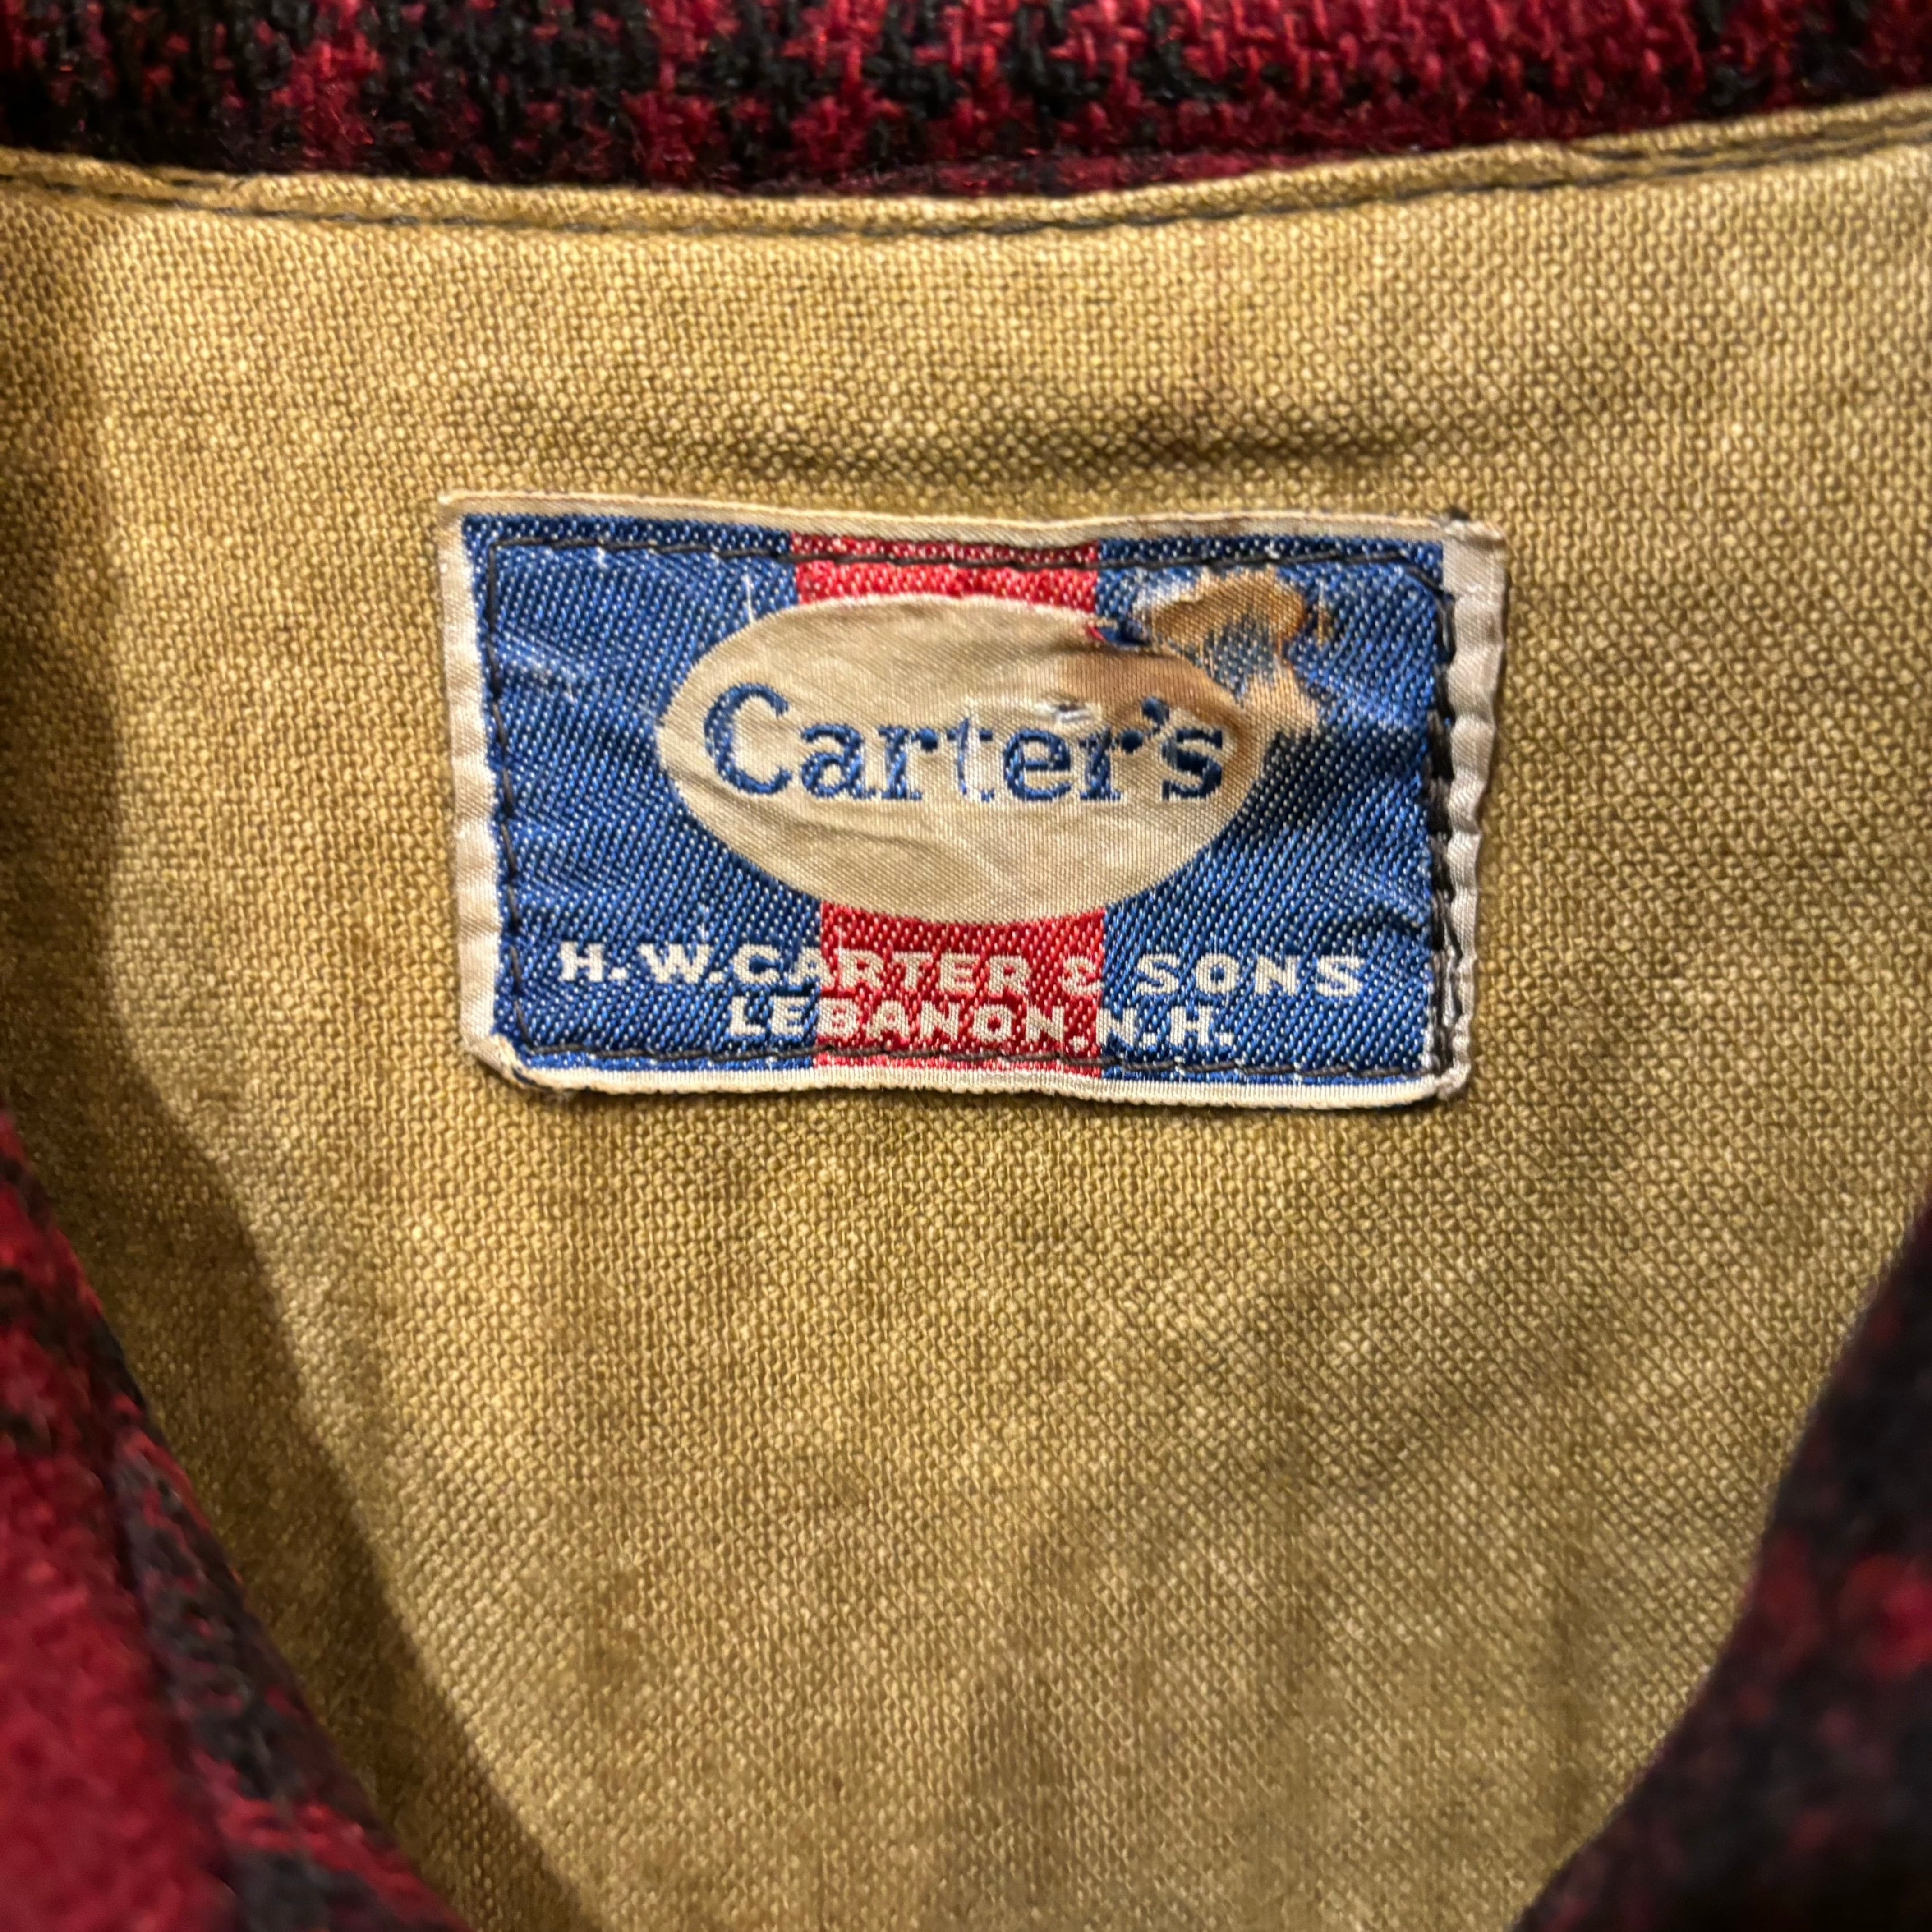 Carter's
H.W.CARTER & SONS
LEBANON, N.H.